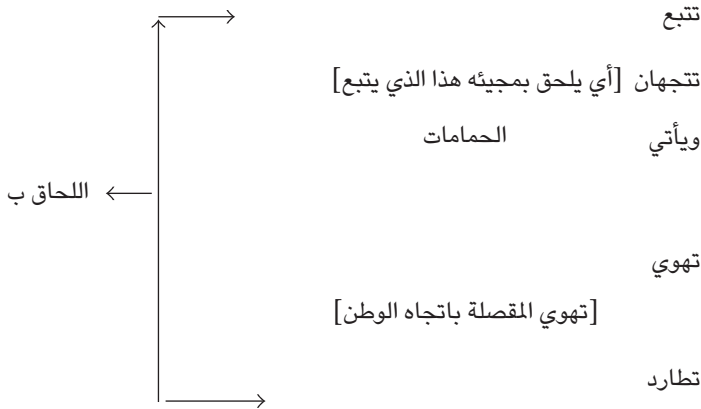 تتبع
تتجهان [أي يلحق بمجيئه هذا الذي يتبع]
ويأتي الحمامات
اللحاق ب
تهوي
[تهوي المقصلة باتجاه الوطن]
تطارد